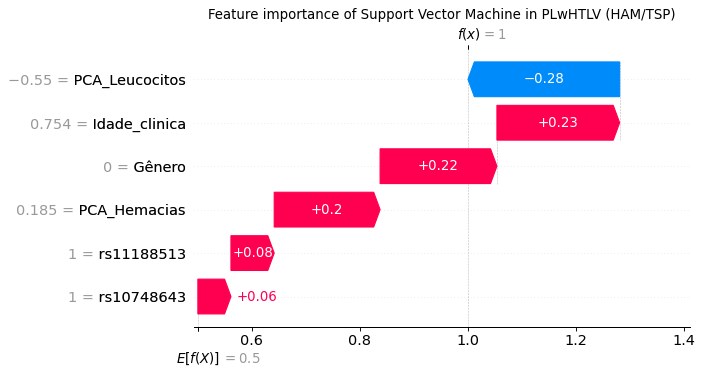 Feature importance of Support Vector Machine in PLwHTLV (HAM/TSP)
f(x) = 1
−0.55 = PCA_Leucocitos
−0.28
0.754 = Idade_clinica
+0.23
0 = Gênero
+0.22
0.185 = PCA_Hemacias
+0.2
1 = rs11188513
+0.08
1 = rs10748643
+0.06
0.6 0.8 1.0 1.2 1.4
E[f(X)] = 0.5